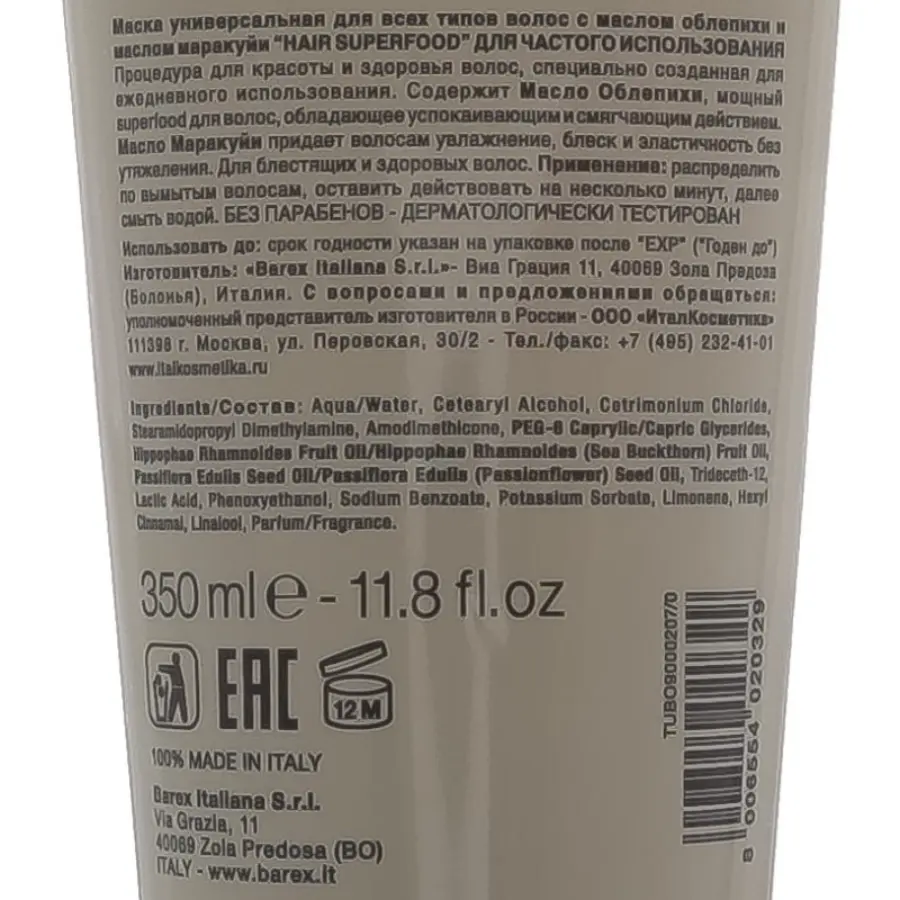 Маска универсальная для всех типов волос с маслом облепихи и
маслом маракуйи "HAIR SUPERFOOD" ДЛЯ ЧАСТОГО ИСПОЛЬЗОВАНИЯ
Процедура для красоты и здоровья волос, специально созданная для
ежедневного использования. Содержит Масло Облепихи, мощный
superfood для волос, обладающее успокаивающим и смягчающим действием.
Масло Маракуйи придает волосам увлажнение, блеск и эластичность без
утяжеления. Для блестящих и здоровых волос. Применение: распределить
по вымытым волосам, оставить действовать на несколько минут, далее
смыть водой. БЕЗ ПАРАБЕНОВ - ДЕРМАТОЛОГИЧЕСКИ ТЕСТИРОВАН
Использовать до: срок годности указан на упаковке после "EXP" ("Годен до")
Изготовитель: «Barex Italiana S.r.l.»- Виа Грация 11, 40069 Зола Предоза
(Болонья), Италия. С вопросами и предложениями обращаться:
уполномоченный представитель изготовителя в России - ООО «ИталКосметика»
111398 г. Москва, ул. Перовская, 30/2 - Тел./факс: +7 (495) 232-41-01
www.italkosmetika.ru
Ingredients/Состав: Aqua/Water, Cetearyl Alcohol, Cetrimonium Chloride,
Stearamidopropyl Dimethylamine, Amodimethicone, PEG-6 Caprylic/Capric Glycerides,
Hippophae Rhamnoides Fruit Oil/Hippophae Rhamnoides (Sea Buckthorn) Fruit Oil,
Passiflora Edulis Seed Oil/Passiflora Edulis (Passionflower) Seed Oil, Trideceth-12,
Lactic Acid, Phenoxyethanol, Sodium Benzoate, Potassium Sorbate, Limonene, Hexyl
Cinnamal, Linalool, Parfum/Fragrance.
350 ml e - 11.8 fl.oz
EAC
12 M
100% MADE IN ITALY
Barex Italiana S.r.l.
Via Grazia, 11
40069 Zola Predosa (BO)
ITALY - www.barex.it
TUBO9000207/0
8 006554 020329